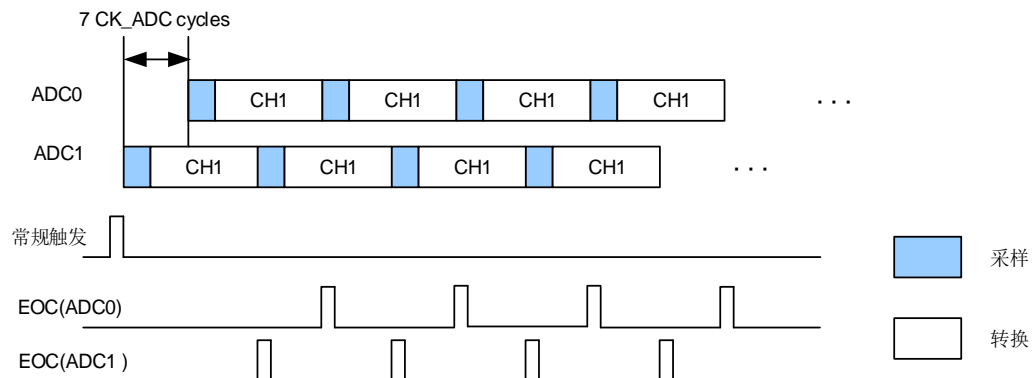 7 CK_ADC cycles
ADC0
CH1
CH1
CH1
CH1
. . .
ADC1
CH1
CH1
CH1
CH1
. . .
常规触发
采样
EOC(ADC0)
转换
EOC(ADC1 )